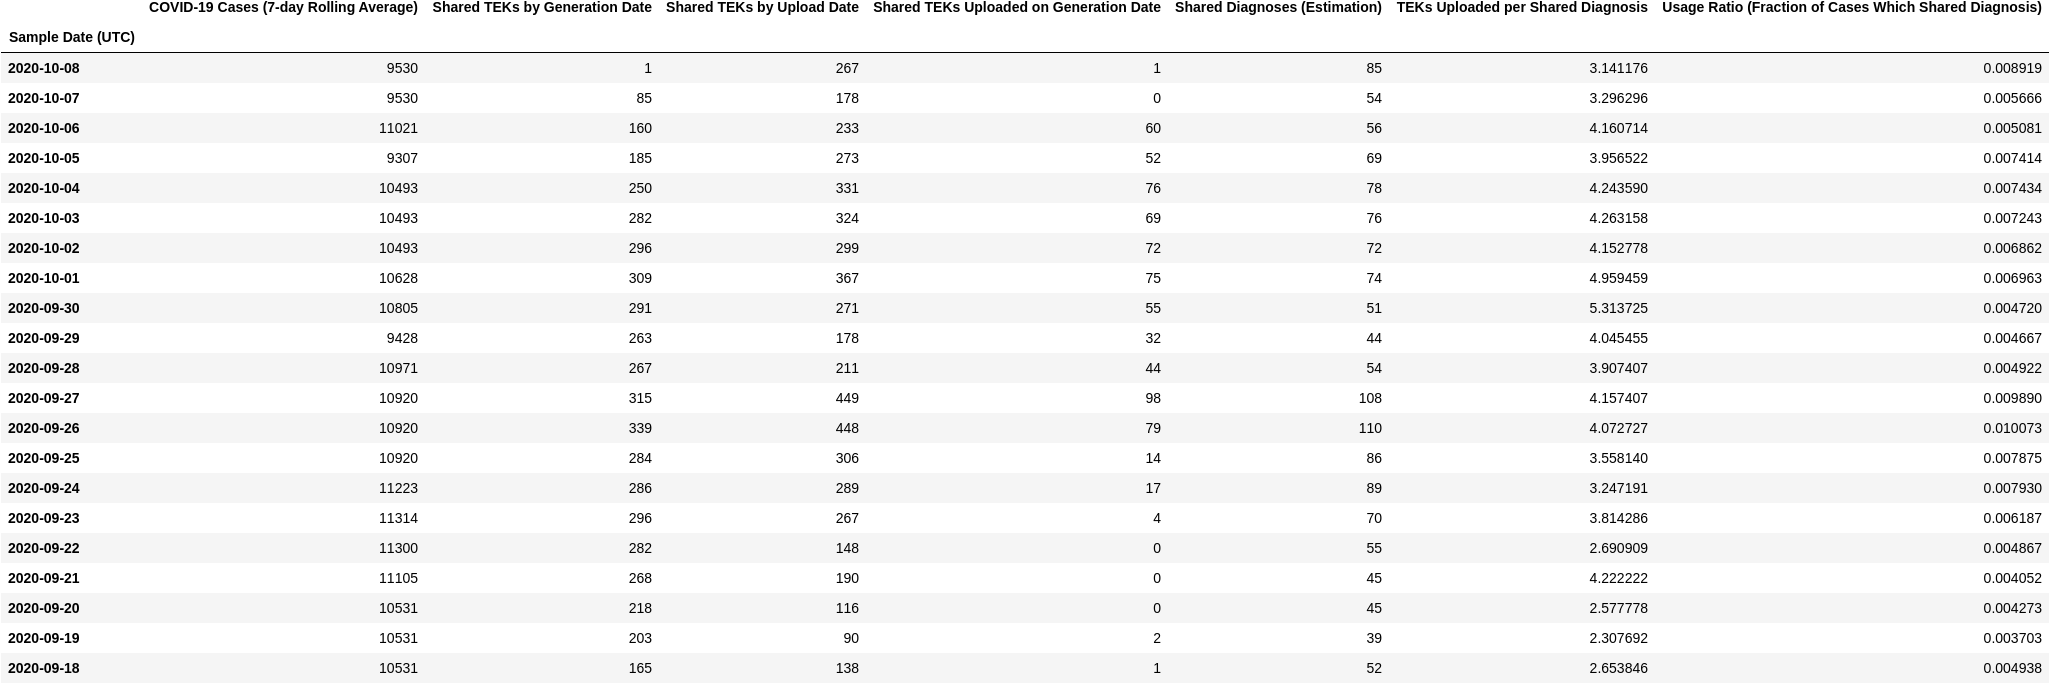 COVID-19 Cases (7-day Rolling Average) Shared TEKs by Generation Date Shared TEKs by Upload Date Shared TEKs Uploaded on Generation Date Shared Diagnoses (Estimation) TEKs Uploaded per Shared Diagnosis Usage Ratio (Fraction of Cases Which Shared Diagnosis)
Sample Date (UTC)
2020-10-08 9530 1 267 1 85 3.141176 0.008919
2020-10-07 9530 85 178 0 54 3.296296 0.005666
2020-10-06 11021 160 233 60 56 4.160714 0.005081
2020-10-05 9307 185 273 52 69 3.956522 0.007414
2020-10-04 10493 250 331 76 78 4.243590 0.007434
2020-10-03 10493 282 324 69 76 4.263158 0.007243
2020-10-02 10493 296 299 72 72 4.152778 0.006862
2020-10-01 10628 309 367 75 74 4.959459 0.006963
2020-09-30 10805 291 271 55 51 5.313725 0.004720
2020-09-29 9428 263 178 32 44 4.045455 0.004667
2020-09-28 10971 267 211 44 54 3.907407 0.004922
2020-09-27 10920 315 449 98 108 4.157407 0.009890
2020-09-26 10920 339 448 79 110 4.072727 0.010073
2020-09-25 10920 284 306 14 86 3.558140 0.007875
2020-09-24 11223 286 289 17 89 3.247191 0.007930
2020-09-23 11314 296 267 4 70 3.814286 0.006187
2020-09-22 11300 282 148 0 55 2.690909 0.004867
2020-09-21 11105 268 190 0 45 4.222222 0.004052
2020-09-20 10531 218 116 0 45 2.577778 0.004273
2020-09-19 10531 203 90 2 39 2.307692 0.003703
2020-09-18 10531 165 138 1 52 2.653846 0.004938